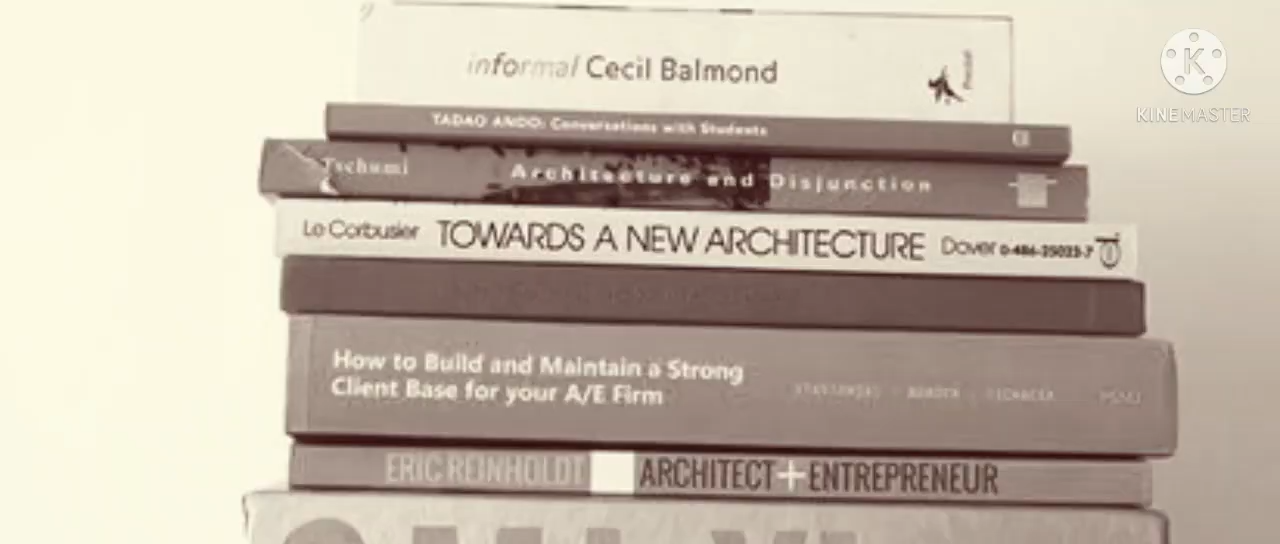 informal Cecil Balmond
Prestel
KINEMASTER
TADAO ANDO: Conversations with Students
Tschumi Architecture and Disjunction
Le Corbusier TOWARDS A NEW ARCHITECTURE Dover 0-486-25023-7
How to Build and Maintain a Strong
Client Base for your A/E Firm
PSMJ
ERIC REINHOLDT ARCHITECT+ENTREPRENEUR